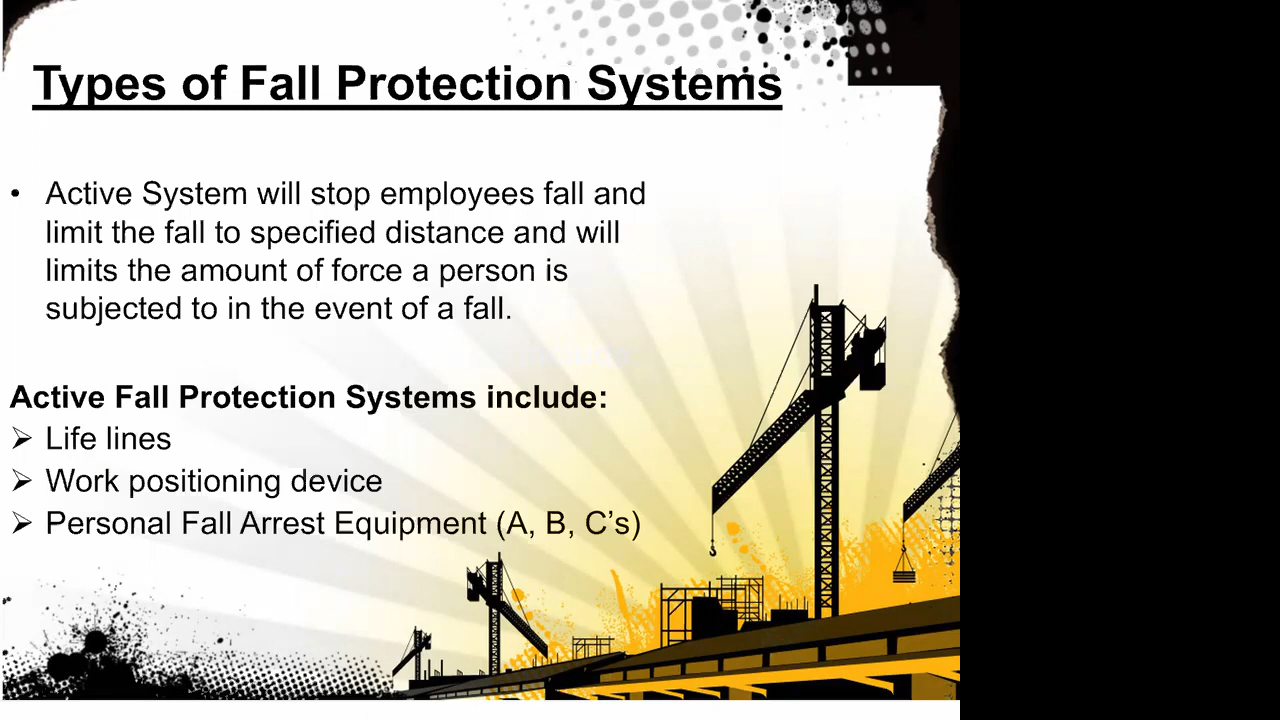 Types of Fall Protection Systems
• Active System will stop employees fall and
limit the fall to specified distance and will
limits the amount of force a person is
subjected to in the event of a fall.
Active Fall Protection Systems include:
➢ Life lines
➢ Work positioning device
➢ Personal Fall Arrest Equipment (A, B, C’s)